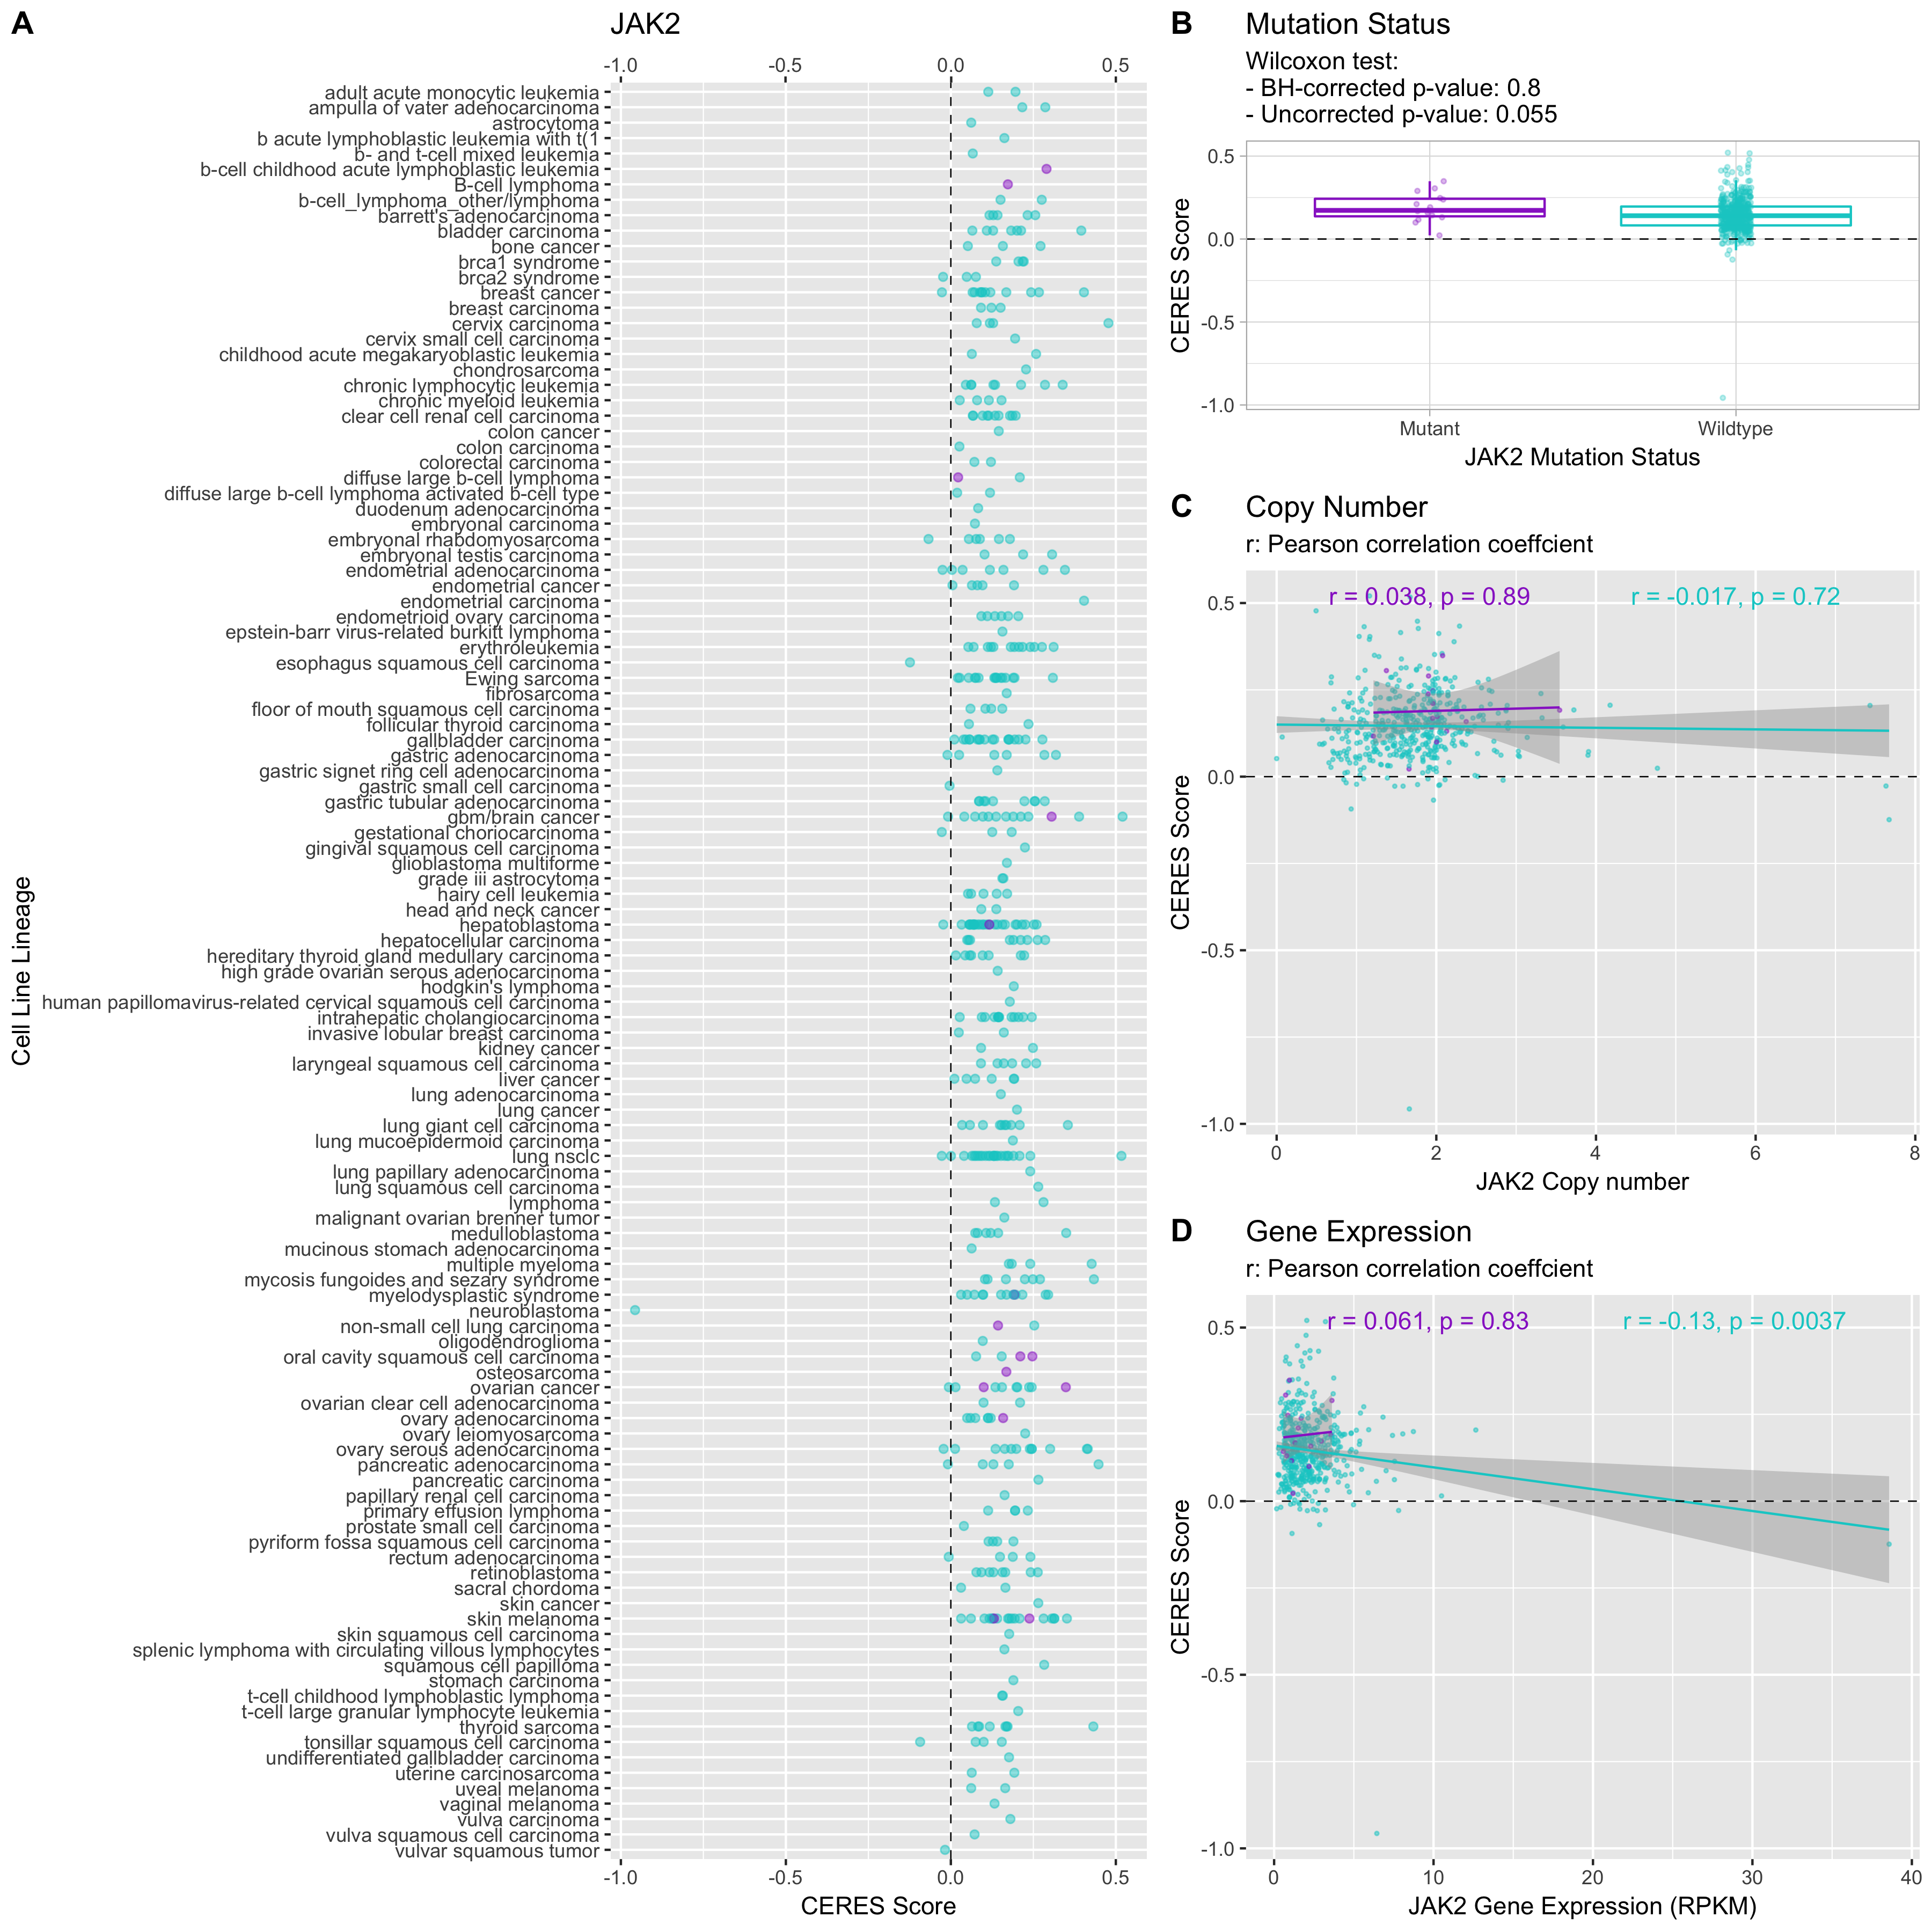 A
JAK2
-1.0 -0.5 0.0 0.5
Cell Line Lineage
adult acute monocytic leukemia
ampulla of vater adenocarcinoma
astrocytoma
b acute lymphoblastic leukemia with t(1
b- and t-cell mixed leukemia
b-cell childhood acute lymphoblastic leukemia
B-cell lymphoma
b-cell_lymphoma_other/lymphoma
barrett's adenocarcinoma
bladder carcinoma
bone cancer
brca1 syndrome
brca2 syndrome
breast cancer
breast carcinoma
cervix carcinoma
cervix small cell carcinoma
childhood acute megakaryoblastic leukemia
chondrosarcoma
chronic lymphocytic leukemia
chronic myeloid leukemia
clear cell renal cell carcinoma
colon cancer
colon carcinoma
colorectal carcinoma
diffuse large b-cell lymphoma
diffuse large b-cell lymphoma activated b-cell type
duodenum adenocarcinoma
embryonal carcinoma
embryonal rhabdomyosarcoma
embryonal testis carcinoma
endometrial adenocarcinoma
endometrial cancer
endometrial carcinoma
endometrioid ovary carcinoma
epstein-barr virus-related burkitt lymphoma
erythroleukemia
esophagus squamous cell carcinoma
Ewing sarcoma
fibrosarcoma
floor of mouth squamous cell carcinoma
follicular thyroid carcinoma
gallbladder carcinoma
gastric adenocarcinoma
gastric signet ring cell adenocarcinoma
gastric small cell carcinoma
gastric tubular adenocarcinoma
gbm/brain cancer
gestational choriocarcinoma
gingival squamous cell carcinoma
glioblastoma multiforme
grade iii astrocytoma
hairy cell leukemia
head and neck cancer
hepatoblastoma
hepatocellular carcinoma
hereditary thyroid gland medullary carcinoma
high grade ovarian serous adenocarcinoma
hodgkin's lymphoma
human papillomavirus-related cervical squamous cell carcinoma
intrahepatic cholangiocarcinoma
invasive lobular breast carcinoma
kidney cancer
laryngeal squamous cell carcinoma
liver cancer
lung adenocarcinoma
lung cancer
lung giant cell carcinoma
lung mucoepidermoid carcinoma
lung nsclc
lung papillary adenocarcinoma
lung squamous cell carcinoma
lymphoma
malignant ovarian brenner tumor
medulloblastoma
mucinous stomach adenocarcinoma
multiple myeloma
mycosis fungoides and sezary syndrome
myelodysplastic syndrome
neuroblastoma
non-small cell lung carcinoma
oligodendroglioma
oral cavity squamous cell carcinoma
osteosarcoma
ovarian cancer
ovarian clear cell adenocarcinoma
ovary adenocarcinoma
ovary leiomyosarcoma
ovary serous adenocarcinoma
pancreatic adenocarcinoma
pancreatic carcinoma
papillary renal cell carcinoma
primary effusion lymphoma
prostate small cell carcinoma
pyriform fossa squamous cell carcinoma
rectum adenocarcinoma
retinoblastoma
sacral chordoma
skin cancer
skin melanoma
skin squamous cell carcinoma
splenic lymphoma with circulating villous lymphocytes
squamous cell papilloma
stomach carcinoma
t-cell childhood lymphoblastic lymphoma
t-cell large granular lymphocyte leukemia
thyroid sarcoma
tonsillar squamous cell carcinoma
undifferentiated gallbladder carcinoma
uterine carcinosarcoma
uveal melanoma
vaginal melanoma
vulva carcinoma
vulva squamous cell carcinoma
vulvar squamous tumor
-1.0 -0.5 0.0 0.5
CERES Score
B
Mutation Status
Wilcoxon test:
- BH-corrected p-value: 0.8
- Uncorrected p-value: 0.055
CERES Score
0.5
0.0
-0.5
-1.0
Mutant Wildtype
JAK2 Mutation Status
C
Copy Number
r: Pearson correlation coeffcient
r = 0.038, p = 0.89
r = -0.017, p = 0.72
CERES Score
0.5
0.0
-0.5
-1.0
0 2 4 6 8
JAK2 Copy number
D
Gene Expression
r: Pearson correlation coeffcient
r = 0.061, p = 0.83
r = -0.13, p = 0.0037
CERES Score
0.5
0.0
-0.5
-1.0
0 10 20 30 40
JAK2 Gene Expression (RPKM)